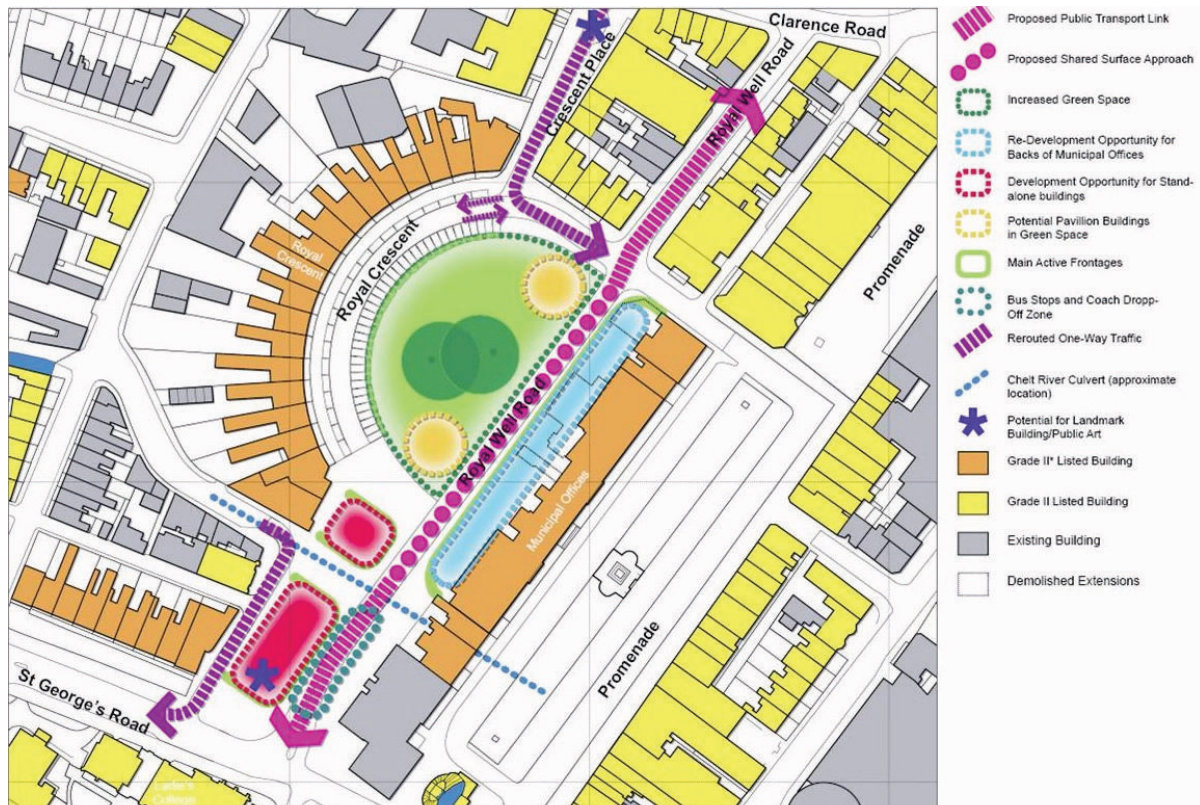 Clarence Road
Crescent Place
Royal Well Road
Promenade
Royal
Crescent
Royal Crescent
Royal Well Road
Municipal Offices
Promenade
St George's Road
Ladie's
College
Proposed Public Transport Link
Proposed Shared Surface Approach
Increased Green Space
Re-Development Opportunity for
Backs of Municipal Offices
Development Opportunity for Stand-
alone buildings
Potential Pavillion Buildings
in Green Space
Main Active Frontages
Bus Stops and Coach Dropp-
Off Zone
Rerouted One-Way Traffic
Chelt River Culvert (approximate
location)
Potential for Landmark
Building/Public Art
Grade II* Listed Building
Grade II Listed Building
Existing Building
Demolished Extensions